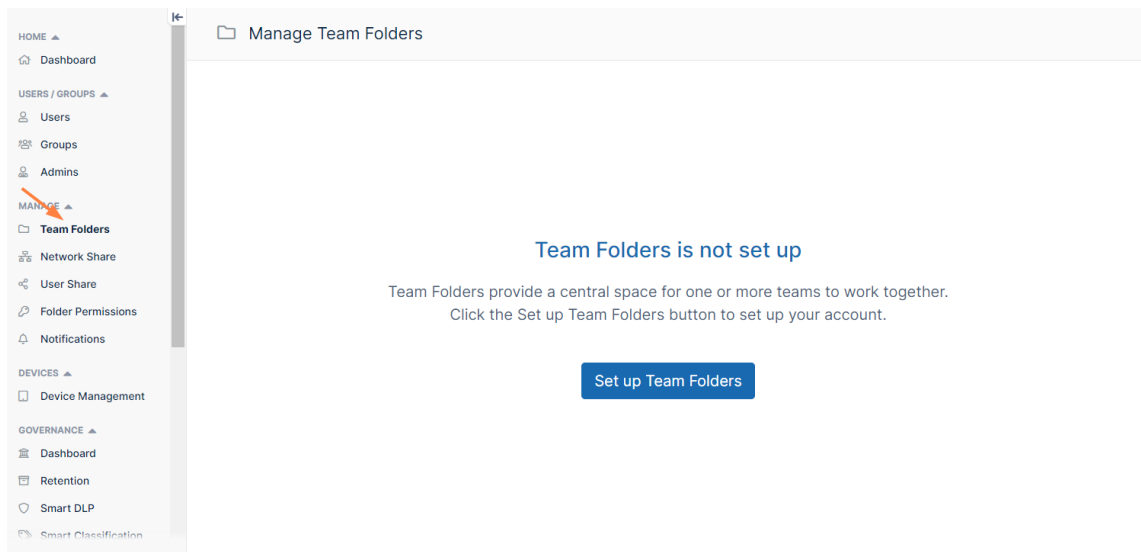 HOME
Dashboard
USERS / GROUPS
Users
Groups
Admins
MANAGE
Team Folders
Network Share
User Share
Folder Permissions
Notifications
DEVICES
Device Management
GOVERNANCE
Dashboard
Retention
Smart DLP
Smart Classification
Manage Team Folders
Team Folders is not set up
Team Folders provide a central space for one or more teams to work together.
Click the Set up Team Folders button to set up your account.
Set up Team Folders